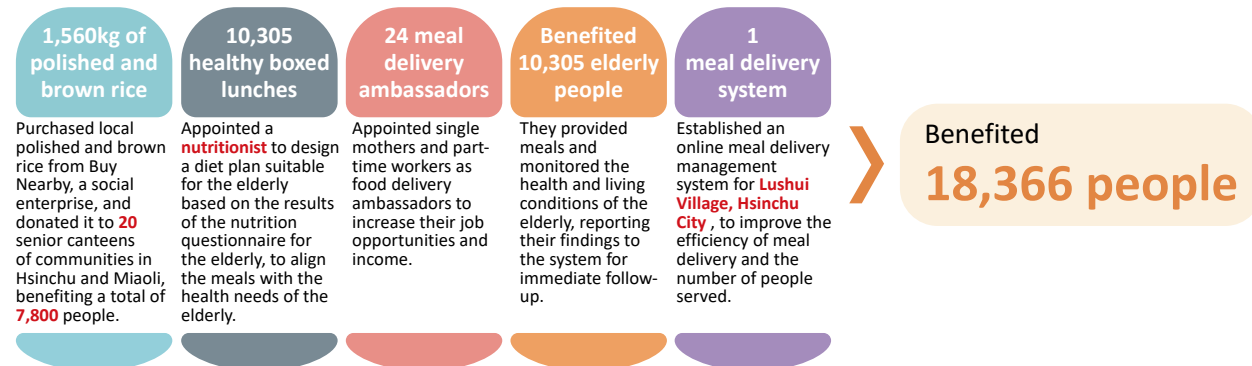 1,560kg of
polished and
brown rice
Purchased local
polished and brown
rice from Buy
Nearby, a social
enterprise, and
donated it to 20
senior canteens
of communities in
Hsinchu and Miaoli,
benefiting a total of
7,800 people.
10,305
healthy boxed
lunches
Appointed a
nutritionist to design
a diet plan suitable
for the elderly
based on the results
of the nutrition
questionnaire for
the elderly, to align
the meals with the
health needs of the
elderly.
24 meal
delivery
ambassadors
Appointed single
mothers and part-
time workers as
food delivery
ambassadors to
increase their job
opportunities and
income.
Benefited
10,305 elderly
people
They provided
meals and
monitored the
health and living
conditions of the
elderly, reporting
their findings to
the system for
immediate follow-
up.
1
meal delivery
system
Established an
online meal delivery
management
system for Lushui
Village, Hsinchu
City , to improve the
efficiency of meal
delivery and the
number of people
served.
Benefited
18,366 people